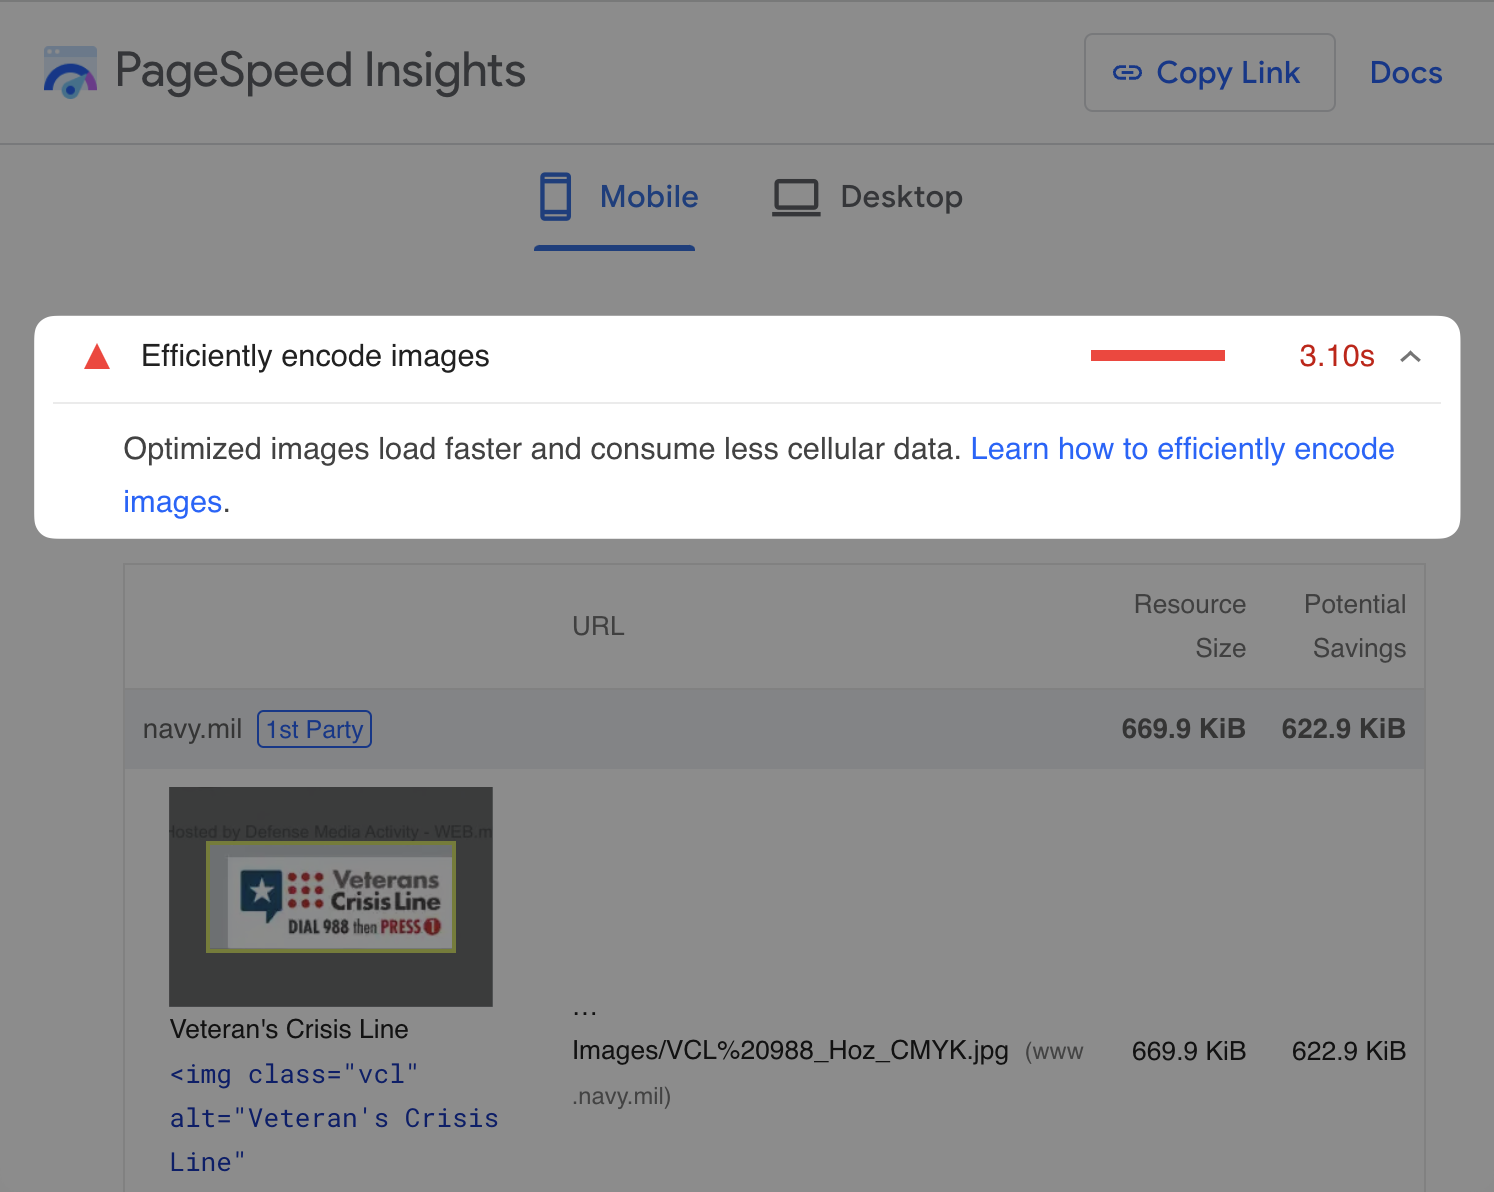 PageSpeed Insights
Copy Link
Docs
Mobile
Desktop
Efficiently encode images
3.10s
Optimized images load faster and consume less cellular data. Learn how to efficiently encode
images.
URL
Resource
Size
Potential
Savings
navy.mil 1st Party 669.9 KiB 622.9 KiB
Hosted by Defense Media Activity - WEB.m
Veterans
Crisis Line
DIAL 988 then PRESS 1
Veteran's Crisis Line
<img class="vcl"
alt="Veteran's Crisis
Line"
...
Images/VCL%20988_Hoz_CMYK.jpg (www
.navy.mil)
669.9 KiB 622.9 KiB